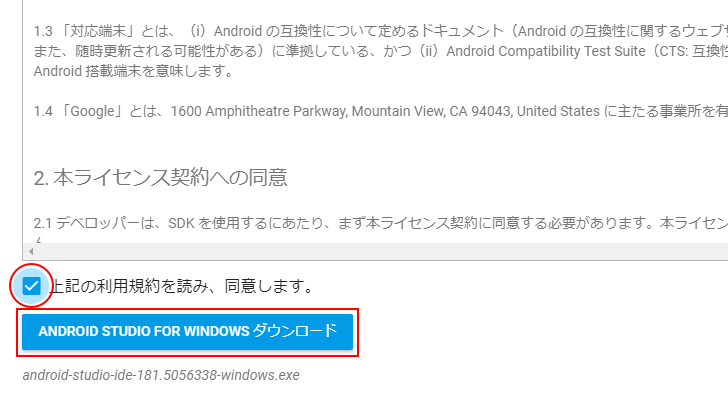 1.3 「対応端末」とは、（i）Android の互換性について定めるドキュメント（Android の互換性に関するウェブサ
また、随時更新される可能性がある）に準拠している、かつ（ii）Android Compatibility Test Suite（CTS: 互換性
Android 搭載端末を意味します。
1.4 「Google」とは、1600 Amphitheatre Parkway, Mountain View, CA 94043, United States に主たる事業所を有
2. 本ライセンス契約への同意
2.1 デベロッパーは、SDK を使用するにあたり、まず本ライセンス契約に同意する必要があります。本ライセン
上記の利用規約を読み、同意します。
ANDROID STUDIO FOR WINDOWS ダウンロード
android-studio-ide-181.5056338-windows.exe